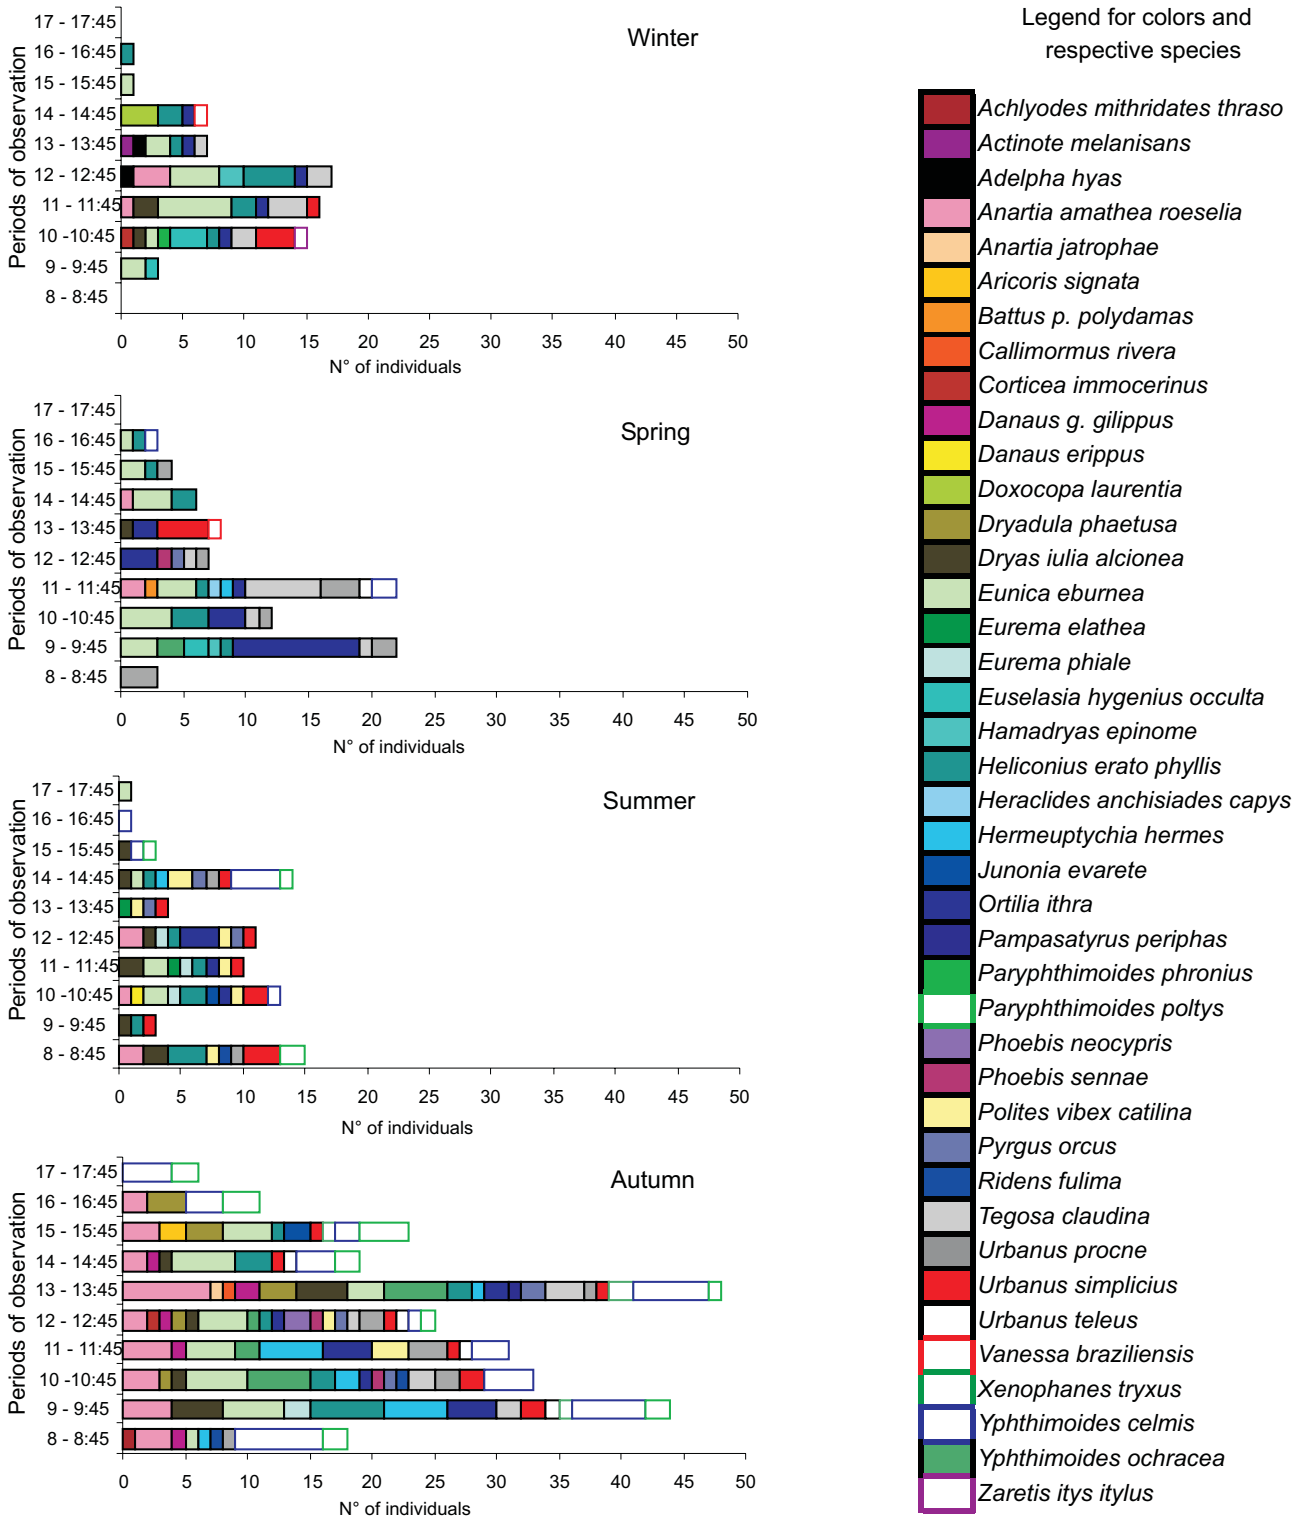 Winter
Periods of observation
17 - 17:45
16 - 16:45
15 - 15:45
14 - 14:45
13 - 13:45
12 - 12:45
11 - 11:45
10 -10:45
9 - 9:45
8 - 8:45
0 5 10 15 20 25 30 35 40 45 50
N° of individuals
Spring
Periods of observation
17 - 17:45
16 - 16:45
15 - 15:45
14 - 14:45
13 - 13:45
12 - 12:45
11 - 11:45
10 -10:45
9 - 9:45
8 - 8:45
0 5 10 15 20 25 30 35 40 45 50
N° of individuals
Summer
Periods of observation
17 - 17:45
16 - 16:45
15 - 15:45
14 - 14:45
13 - 13:45
12 - 12:45
11 - 11:45
10 -10:45
9 - 9:45
8 - 8:45
0 5 10 15 20 25 30 35 40 45 50
N° of individuals
Autumn
Periods of observation
17 - 17:45
16 - 16:45
15 - 15:45
14 - 14:45
13 - 13:45
12 - 12:45
11 - 11:45
10 -10:45
9 - 9:45
8 - 8:45
0 5 10 15 20 25 30 35 40 45 50
N° of individuals
Legend for colors and
respective species
Achlyodes mithridates thraso
Actinote melanisans
Adelpha hyas
Anartia amathea roeselia
Anartia jatrophae
Aricoris signata
Battus p. polydamas
Callimormus rivera
Corticea immocerinus
Danaus g. gilippus
Danaus erippus
Doxocopa laurentia
Dryadula phaetusa
Dryas iulia alcionea
Eunica eburnea
Eurema elathea
Eurema phiale
Euselasia hygenius occulta
Hamadryas epinome
Heliconius erato phyllis
Heraclides anchisiades capys
Hermeuptychia hermes
Junonia evarete
Ortilia ithra
Pampasatyrus periphas
Paryphthimoides phronius
Paryphthimoides poltys
Phoebis neocypris
Phoebis sennae
Polites vibex catilina
Pyrgus orcus
Ridens fulima
Tegosa claudina
Urbanus procne
Urbanus simplicius
Urbanus teleus
Vanessa braziliensis
Xenophanes tryxus
Yphthimoides celmis
Yphthimoides ochracea
Zaretis itys itylus